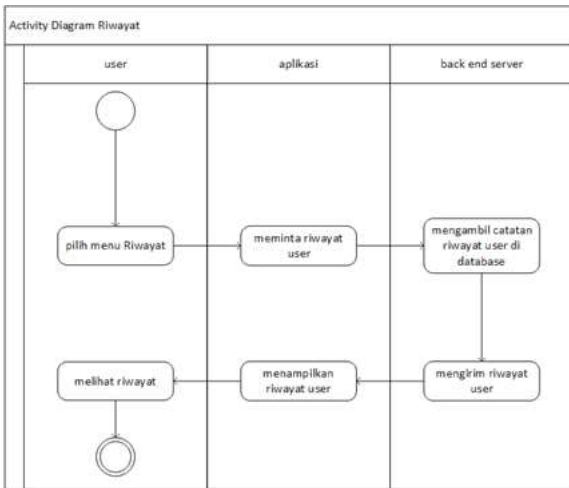 Activity Diagram Riwayat
user
aplikasi
back end server
pilih menu Riwayat
meminta riwayat
user
mengambil catatan
riwayat user di
database
melihat riwayat
menampilkan
riwayat user
mengirim riwayat
user